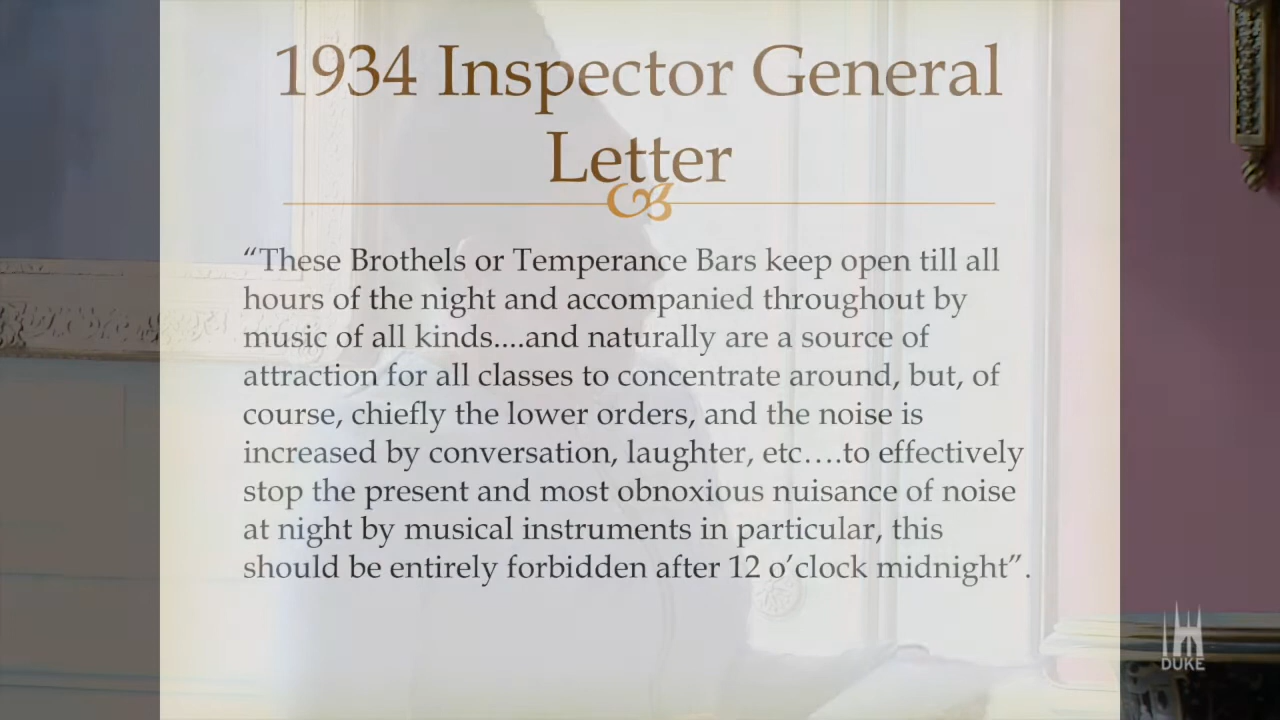 1934 Inspector General
Letter
“These Brothels or Temperance Bars keep open till all
hours of the night and accompanied throughout by
music of all kinds....and naturally are a source of
attraction for all classes to concentrate around, but, of
course, chiefly the lower orders, and the noise is
increased by conversation, laughter, etc….to effectively
stop the present and most obnoxious nuisance of noise
at night by musical instruments in particular, this
should be entirely forbidden after 12 o’clock midnight”.
DUKE